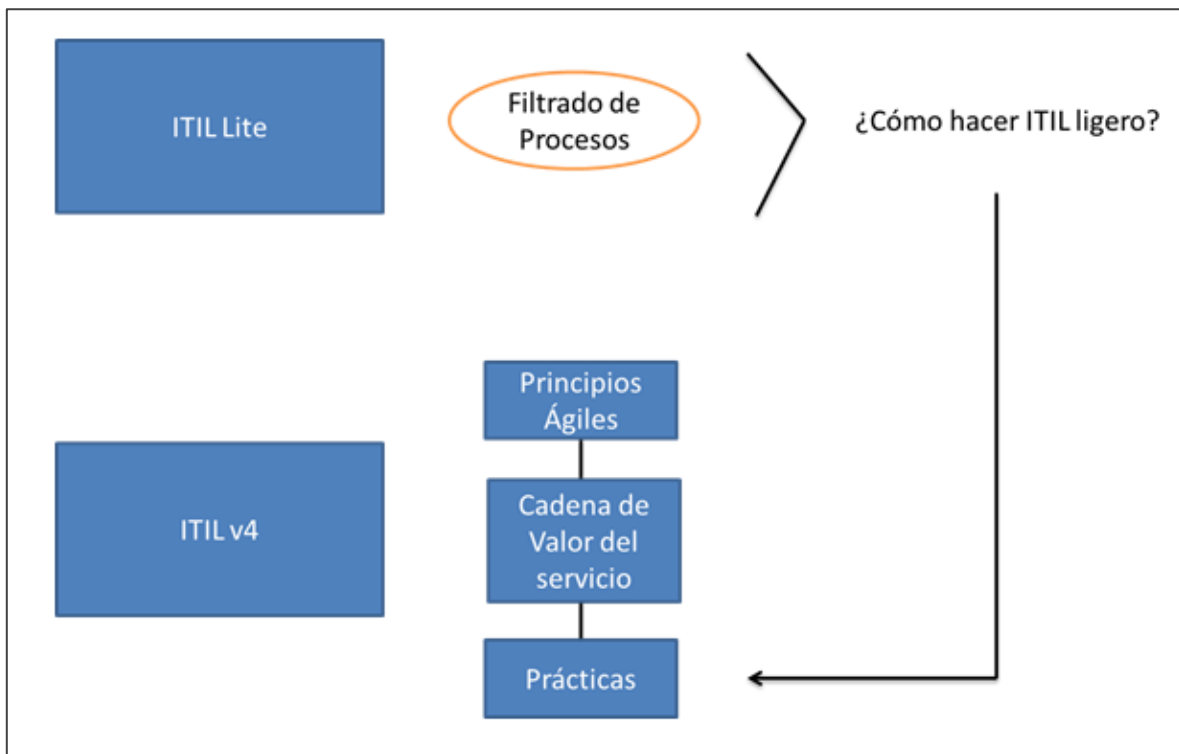 ITIL Lite
Filtrado de
Procesos
¿Cómo hacer ITIL ligero?
Principios
Ágiles
ITIL v4
Cadena de
Valor del
servicio
Prácticas